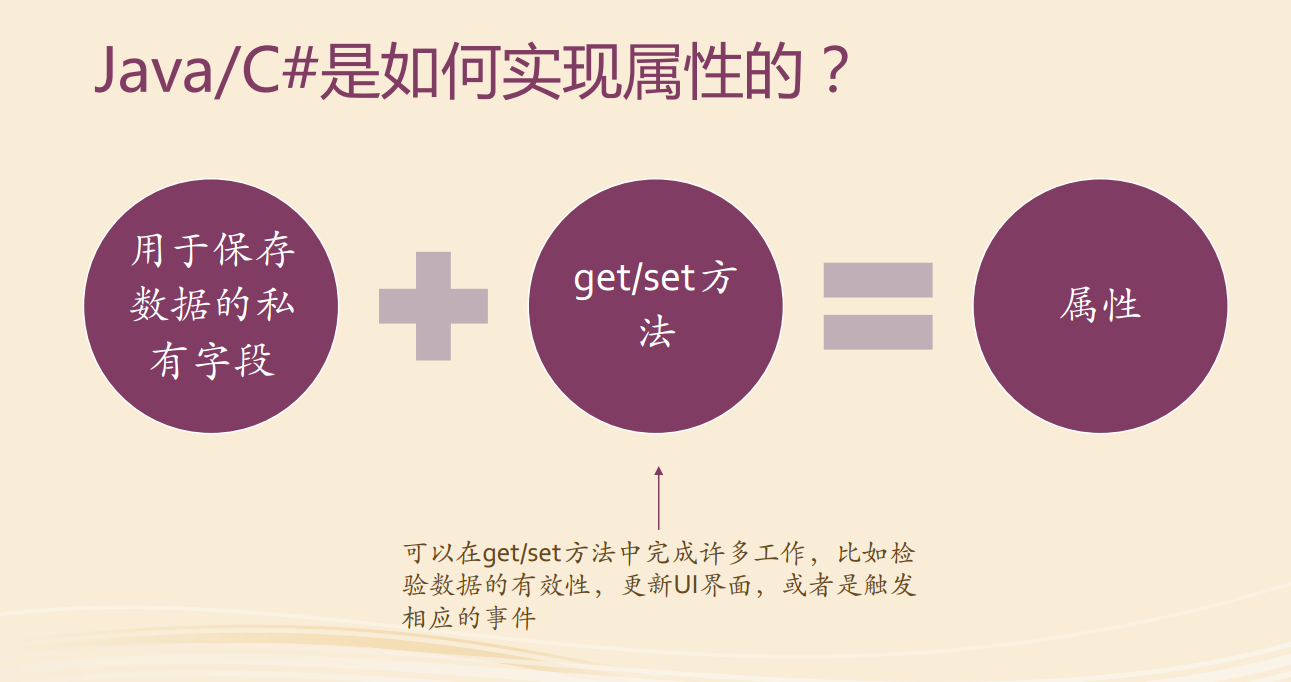 Java/C#是如何实现属性的？
用于保存
数据的私
有字段
get/set方
法
属性
可以在get/set方法中完成许多工作，比如检
验数据的有效性，更新UI界面，或者是触发
相应的事件